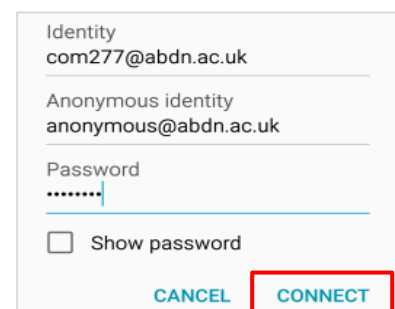 Identity
com277@abdn.ac.uk
Anonymous identity
anonymous@abdn.ac.uk
Password
••••••••
Show password
CANCEL CONNECT